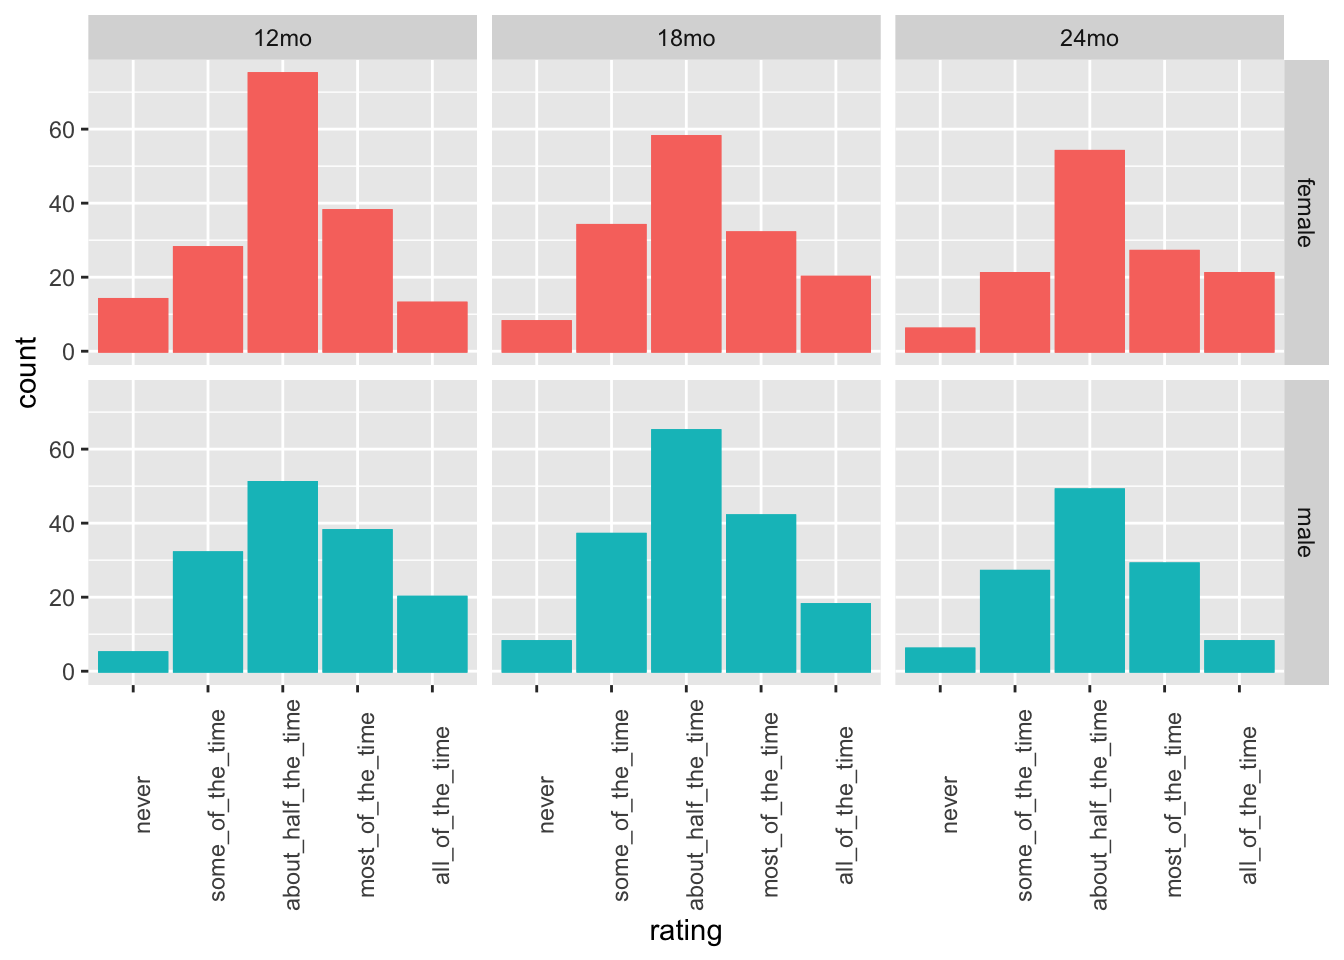 12mo
18mo
24mo
count
60
40
20
0
female
60
40
20
0
male
never
some_of_the_time
about_half_the_time
most_of_the_time
all_of_the_time
never
some_of_the_time
about_half_the_time
most_of_the_time
all_of_the_time
never
some_of_the_time
about_half_the_time
most_of_the_time
all_of_the_time
rating